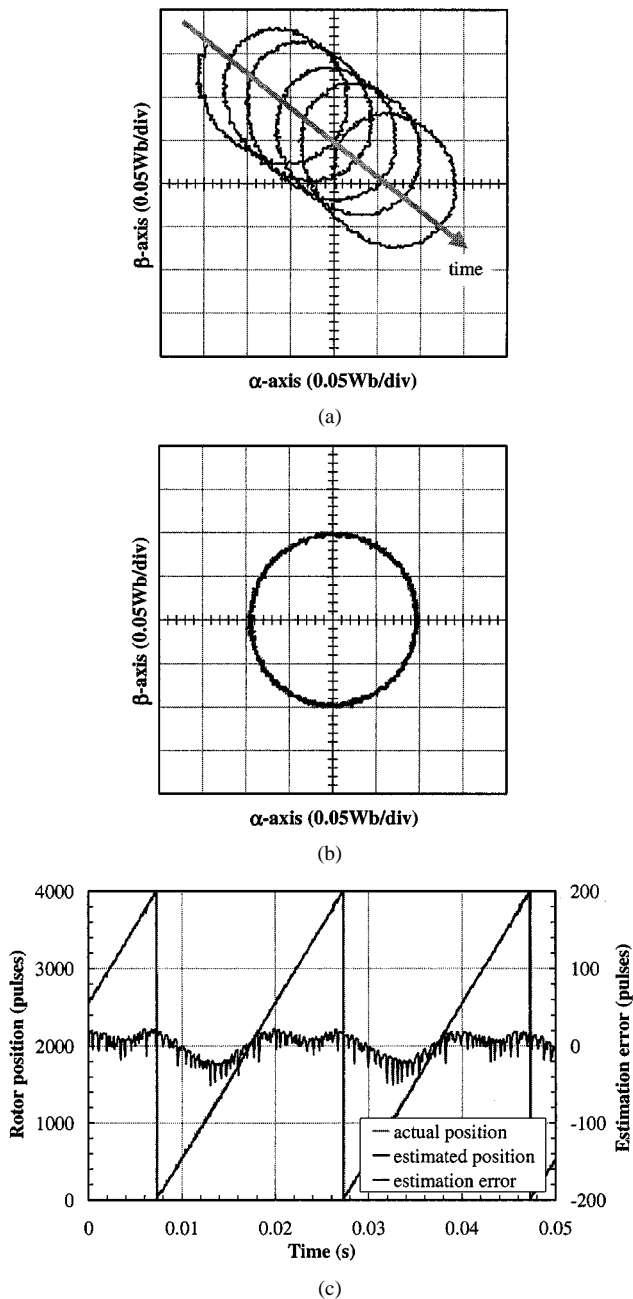 β-axis (0.05Wb/div)
time
α-axis (0.05Wb/div)
(a)
β-axis (0.05Wb/div)
α-axis (0.05Wb/div)
(b)
Rotor position (pulses)
4000
3000
2000
1000
0
200
100
0
-100
-200
Estimation error (pulses)
actual position
estimated position
estimation error
0 0.01 0.02 0.03 0.04 0.05
Time (s)
(c)